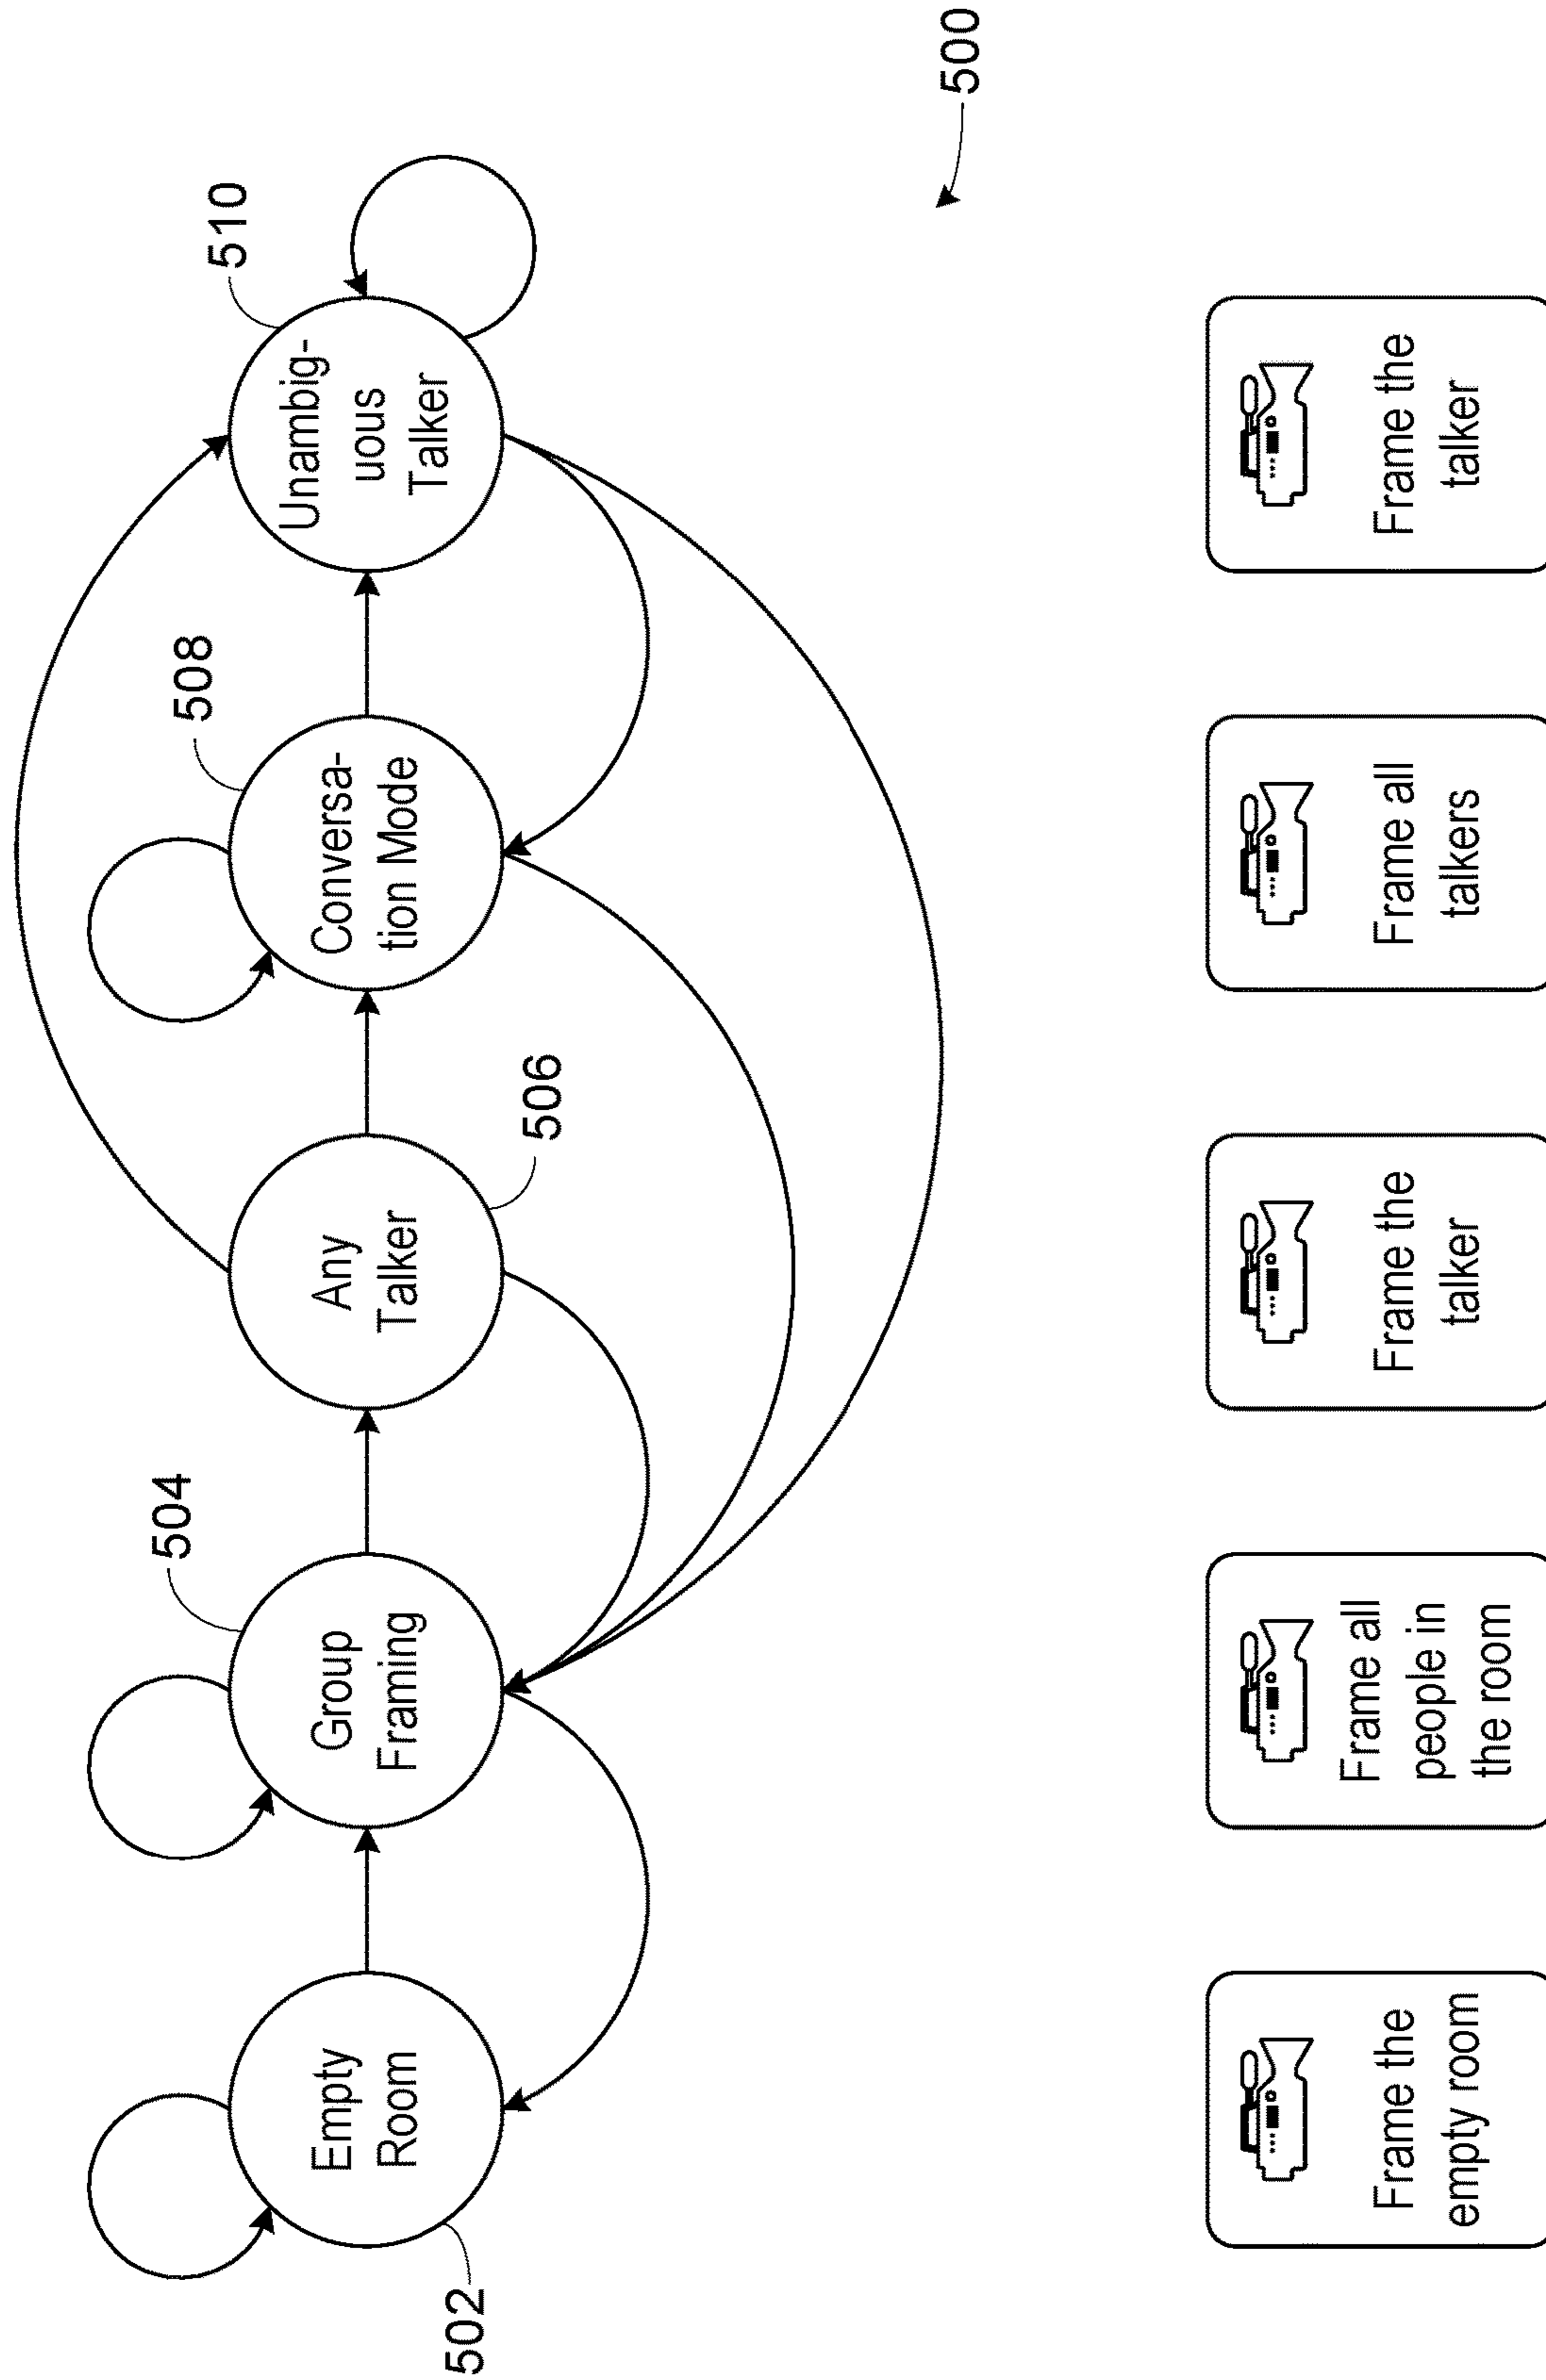 502
Empty
Room
504
Group
Framing
506
Any
Talker
508
Conversa-
tion Mode
510
Unambig-
uous
Talker
500
Frame the
empty room
Frame all
people in
the room
Frame the
talker
Frame all
talkers
Frame the
talker